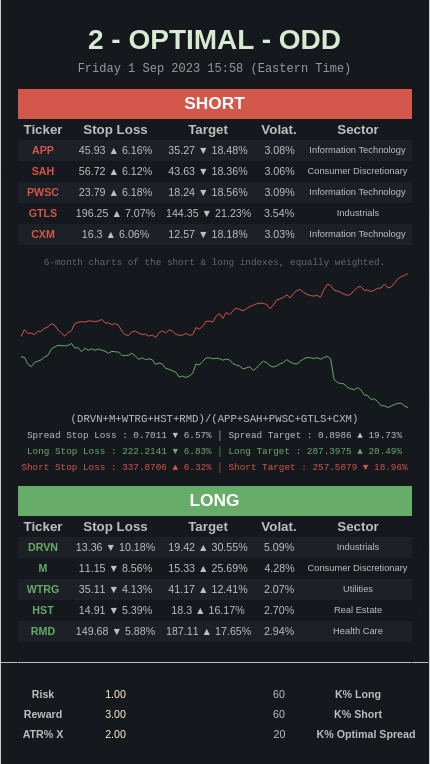 2 - OPTIMAL - ODD
Friday 1 Sep 2023 15:58 (Eastern Time)
SHORT
Ticker Stop Loss Target Volat. Sector
APP 45.93 ▲ 6.16% 35.27 ▼ 18.48% 3.08% Information Technology
SAH 56.72 ▲ 6.12% 43.63 ▼ 18.36% 3.06% Consumer Discretionary
PWSC 23.79 ▲ 6.18% 18.24 ▼ 18.56% 3.09% Information Technology
GTLS 196.25 ▲ 7.07% 144.35 ▼ 21.23% 3.54% Industrials
CXM 16.3 ▲ 6.06% 12.57 ▼ 18.18% 3.03% Information Technology
6-month charts of the short & long indexes, equally weighted.
(DRVN+M+WTRG+HST+RMD)/(APP+SAH+PWSC+GTLS+CXM)
Spread Stop Loss : 0.7011 ▼ 6.57% | Spread Target : 0.8986 ▲ 19.73%
Long Stop Loss : 222.2141 ▼ 6.83% | Long Target : 287.3975 ▲ 20.49%
Short Stop Loss : 337.8706 ▲ 6.32% | Short Target : 257.5079 ▼ 18.96%
LONG
Ticker Stop Loss Target Volat. Sector
DRVN 13.36 ▼ 10.18% 19.42 ▲ 30.55% 5.09% Industrials
M 11.15 ▼ 8.56% 15.33 ▲ 25.69% 4.28% Consumer Discretionary
WTRG 35.11 ▼ 4.13% 41.17 ▲ 12.41% 2.07% Utilities
HST 14.91 ▼ 5.39% 18.3 ▲ 16.17% 2.70% Real Estate
RMD 149.68 ▼ 5.88% 187.11 ▲ 17.65% 2.94% Health Care
Risk 1.00 60 K% Long
Reward 3.00 60 K% Short
ATR% X 2.00 20 K% Optimal Spread